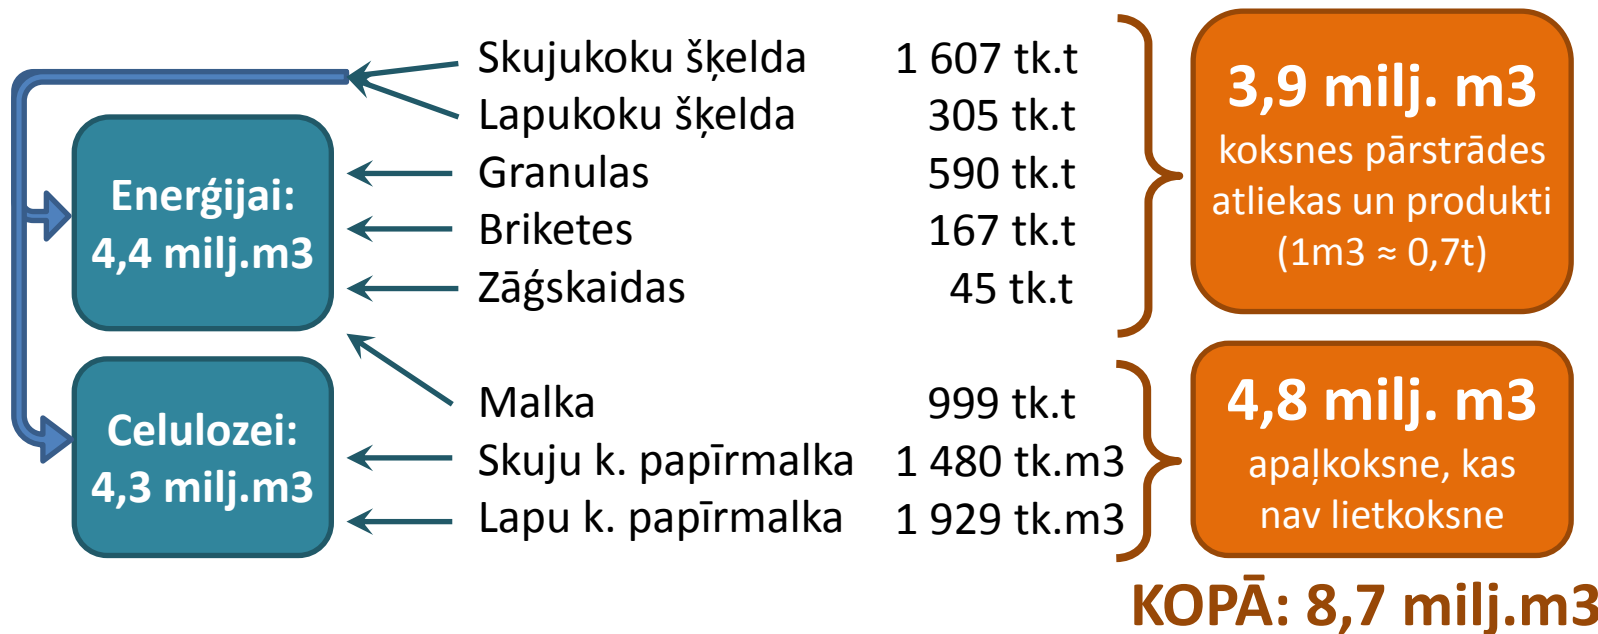 Skujukoku šķelda 1 607 tk.t
Lapukoku šķelda 305 tk.t
Granulas 590 tk.t
Briketes 167 tk.t
Zāģskaidas 45 tk.t
Malka 999 tk.t
Skuju k. papīrmalka 1 480 tk.m3
Lapu k. papīrmalka 1 929 tk.m3
Enerģijai:
4,4 milj.m3
Celulozei:
4,3 milj.m3
3,9 milj. m3
koksnes pārstrādes
atliekas un produkti
(1m3 ≈ 0,7t)
4,8 milj. m3
apaļkoksne, kas
nav lietkoksne
KOPĀ: 8,7 milj.m3